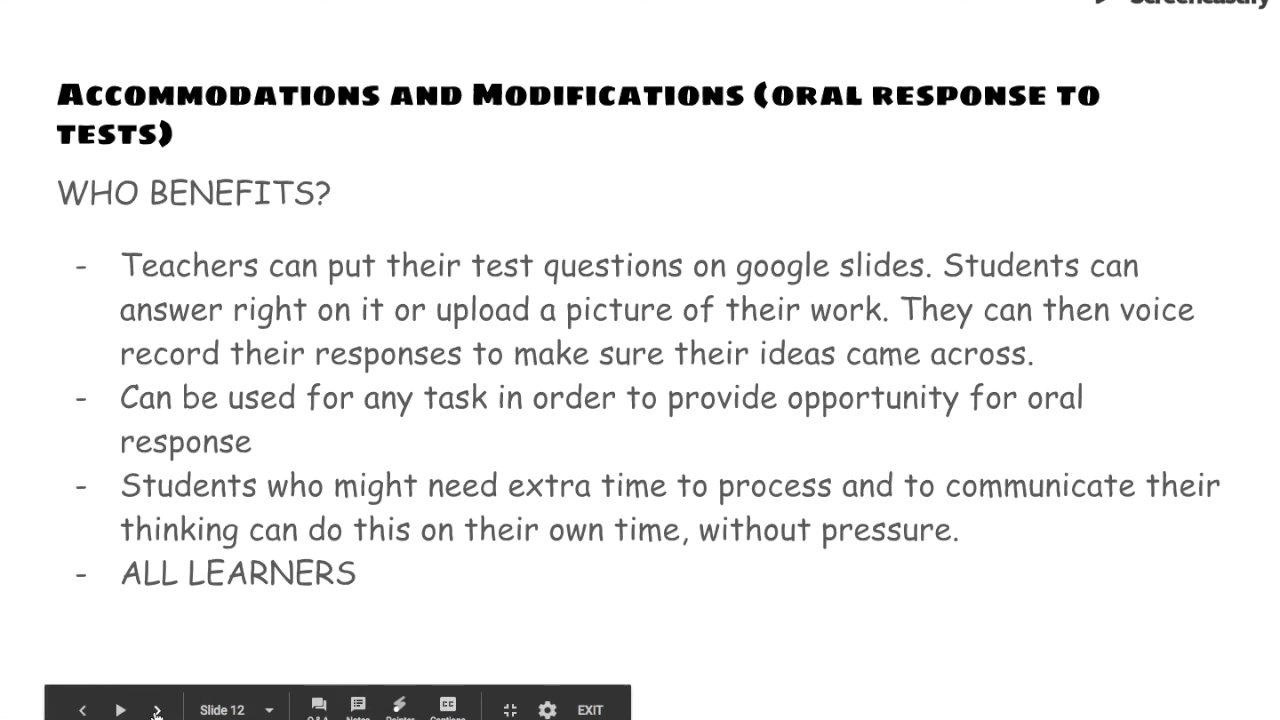 Screencastify
Accommodations and Modifications (oral response to
tests)
WHO BENEFITS?
- Teachers can put their test questions on google slides. Students can
answer right on it or upload a picture of their work. They can then voice
record their responses to make sure their ideas came across.
- Can be used for any task in order to provide opportunity for oral
response
- Students who might need extra time to process and to communicate their
thinking can do this on their own time, without pressure.
- ALL LEARNERS
Slide 12 Q&A Notes Pointer Captions EXIT